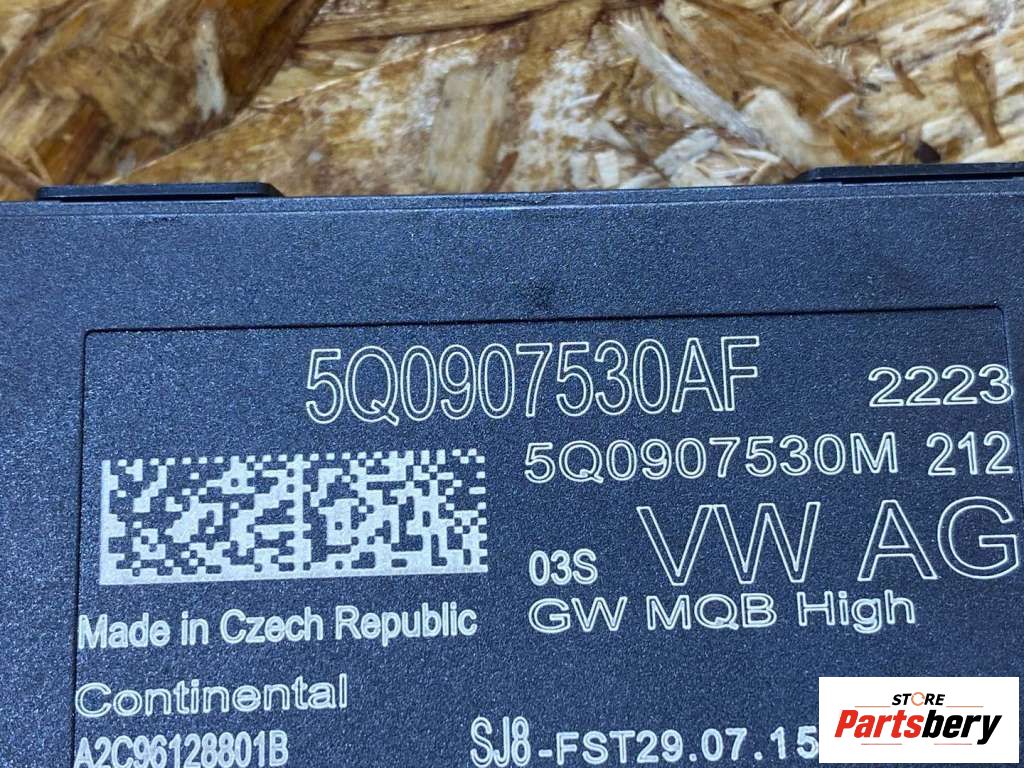 5Q0907530AF 2223
5Q0907530M 212
03S VW AG
GW MQB High
Made in Czech Republic
Continental
A2C96128801B SJ8-FST29.07.15
STORE
Partsbery